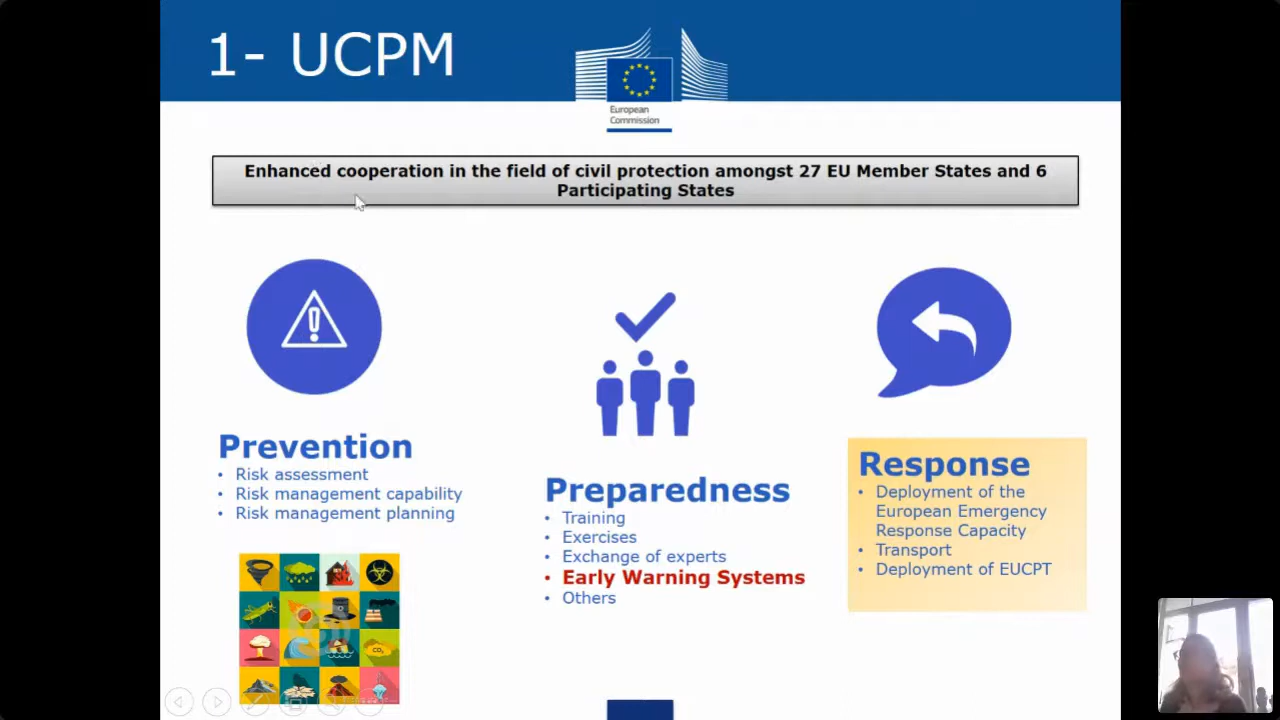 1- UCPM
European
Commission
Enhanced cooperation in the field of civil protection amongst 27 EU Member States and 6
Participating States
Prevention
• Risk assessment
• Risk management capability
• Risk management planning
Preparedness
• Training
• Exercises
• Exchange of experts
• Early Warning Systems
• Others
Response
• Deployment of the
European Emergency
Response Capacity
• Transport
• Deployment of EUCPT
CO₂